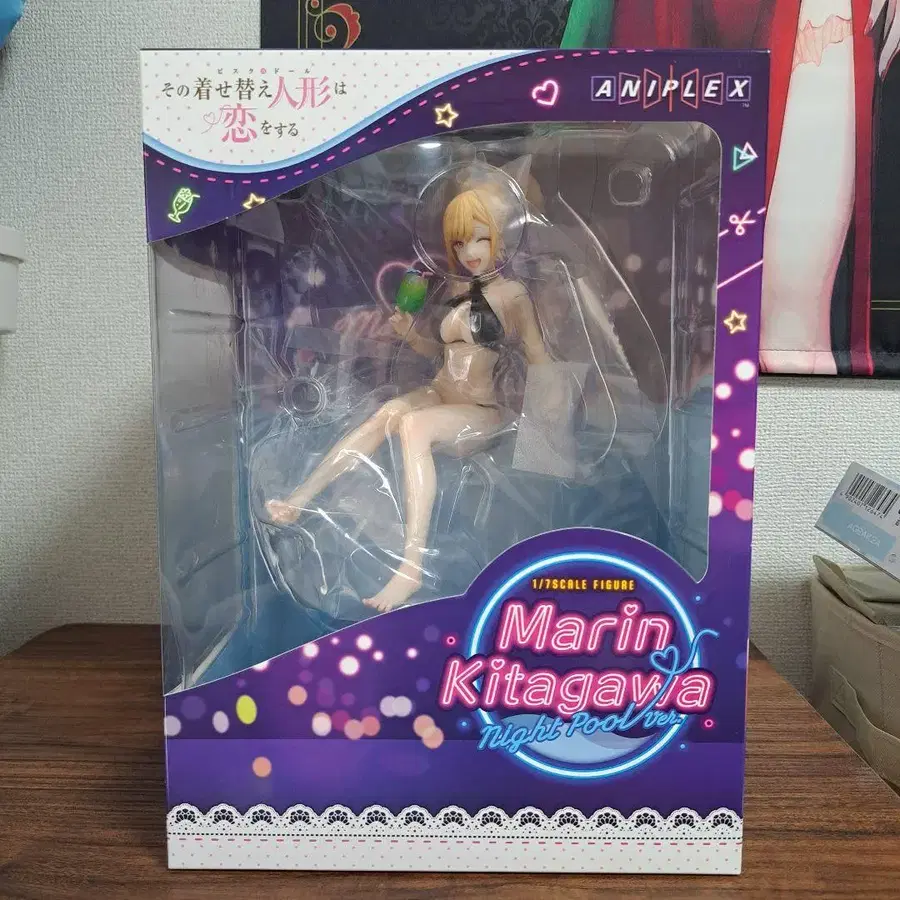 ビスク・ドール
その着せ替え人形は
恋をする
ANIPLEX
TM
1/7SCALE FIGURE
Marin
Kitagawa
Night Pool ver.